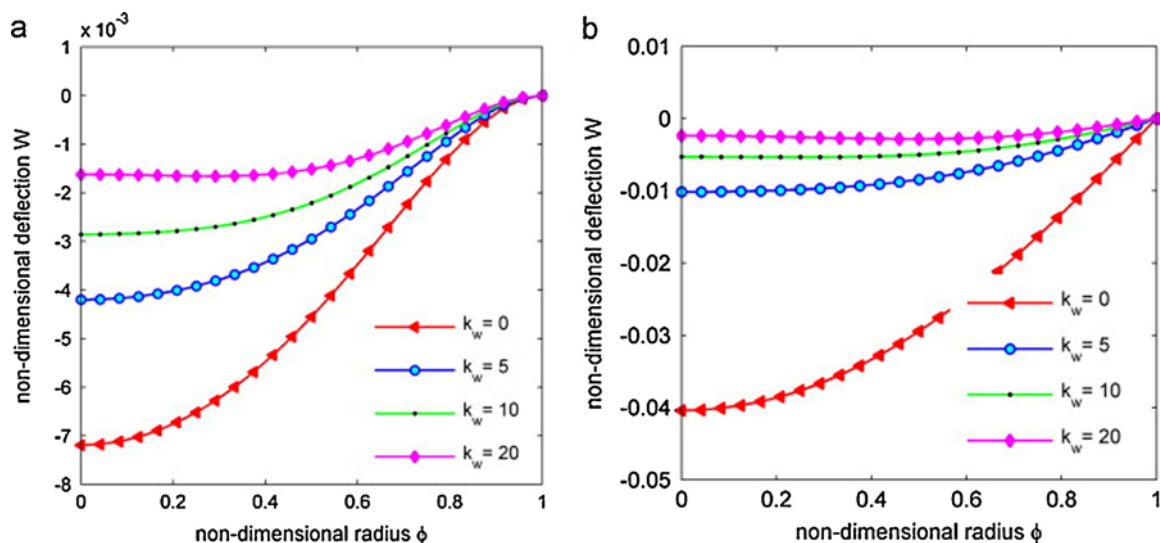 a
× 10⁻³
1
0
-1
-2
-3
-4
-5
-6
-7
-8
non-dimensional deflection W
0
0.2
0.4
0.6
0.8
1
non-dimensional radius ϕ
k_w = 0
k_w = 5
k_w = 10
k_w = 20
b
0.01
0
-0.01
-0.02
-0.03
-0.04
-0.05
non-dimensional deflection W
0
0.2
0.4
0.6
0.8
1
non-dimensional radius ϕ
k_w = 0
k_w = 5
k_w = 10
k_w = 20